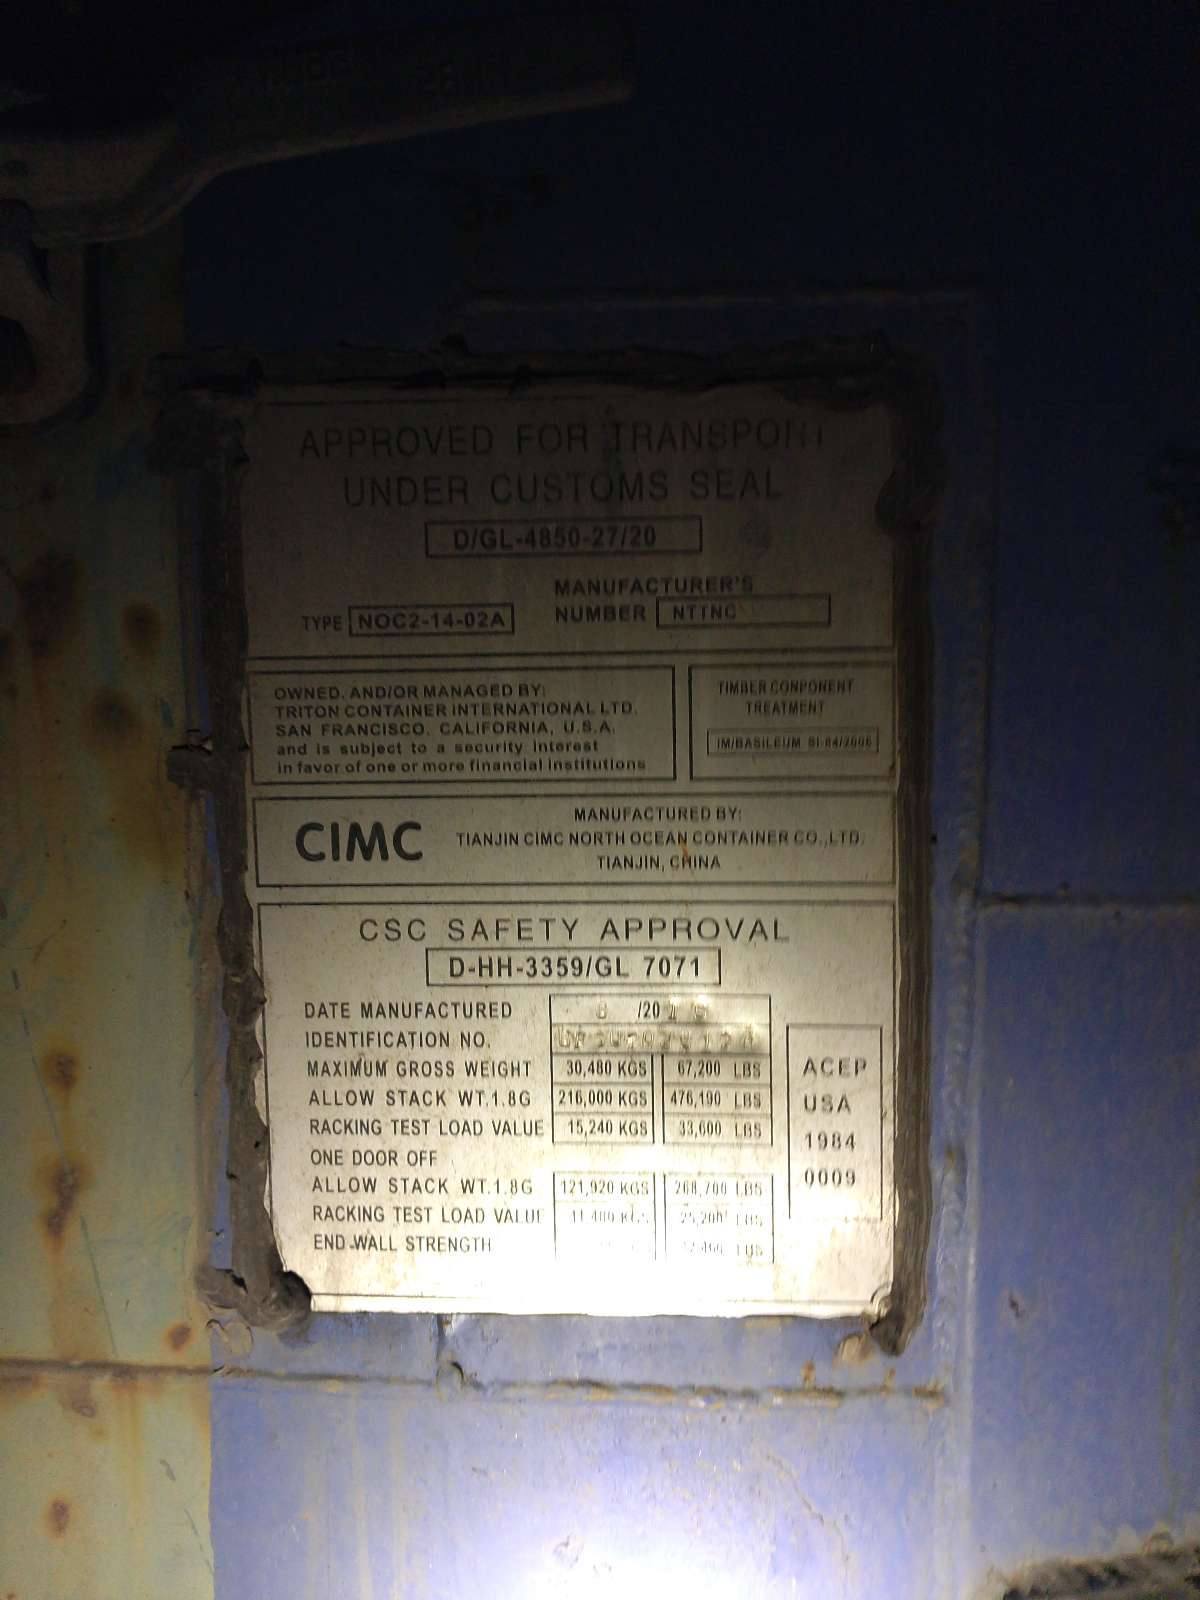 APPROVED FOR TRANSPORT
UNDER CUSTOMS SEAL
D/GL-4850-27/20
MANUFACTURER'S
TYPE NOC2-14-02A NUMBER NTTNC
OWNED, AND/OR MANAGED BY:
TRITON CONTAINER INTERNATIONAL LTD.
SAN FRANCISCO, CALIFORNIA, U.S.A.
and is subject to a security interest
in favor of one or more financial institutions
TIMBER COMPONENT
TREATMENT
IM/BASILEUM
CIMC
MANUFACTURED BY:
TIANJIN CIMC NORTH OCEAN CONTAINER CO.,LTD.
TIANJIN, CHINA
CSC SAFETY APPROVAL
D-HH-3359/GL 7071
DATE MANUFACTURED
IDENTIFICATION NO.
MAXIMUM GROSS WEIGHT 30,480 KGS 67,200 LBS
ALLOW STACK WT.1.8G 216,000 KGS 476,190 LBS
RACKING TEST LOAD VALUE 15,240 KGS 33,600 LBS
ONE DOOR OFF
ALLOW STACK WT.1.8G 121,920 KGS LBS
RACKING TEST LOAD VALUE KGS LBS
END WALL STRENGTH LBS
ACEP
USA
1984
0009